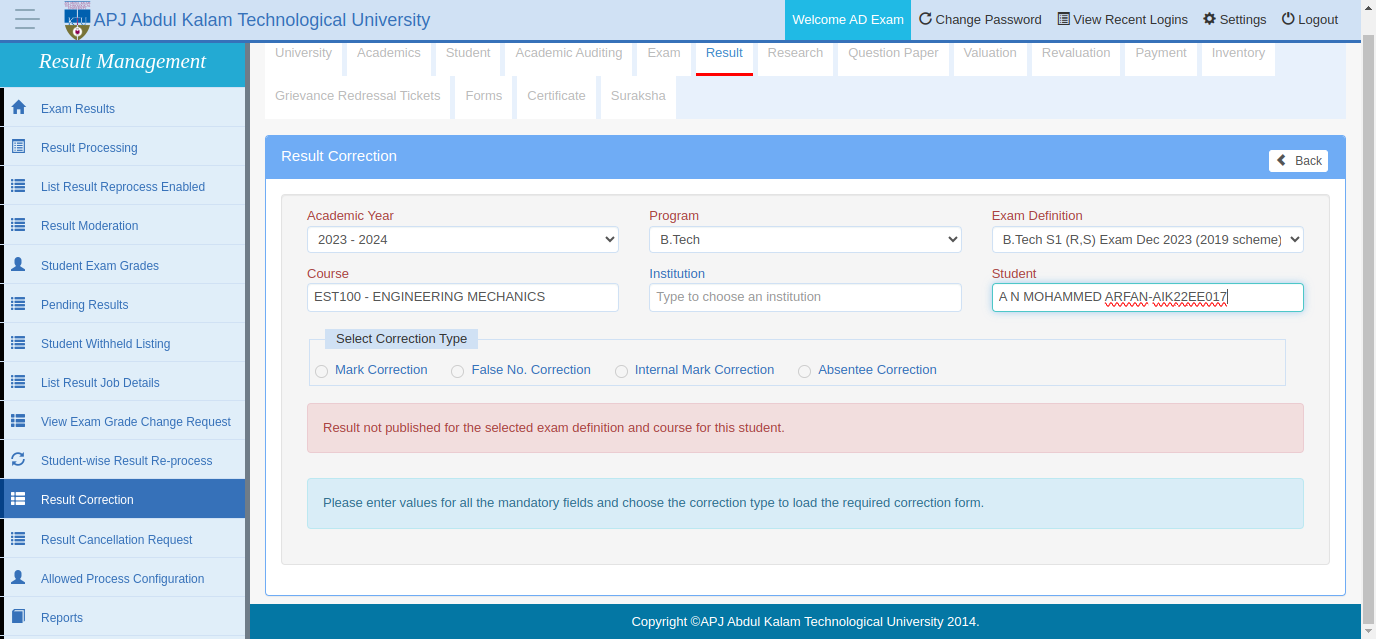 APJ Abdul Kalam Technological University
Welcome AD Exam
Change Password
View Recent Logins
Settings
Logout
Result Management
Exam Results
Result Processing
List Result Reprocess Enabled
Result Moderation
Student Exam Grades
Pending Results
Student Withheld Listing
List Result Job Details
View Exam Grade Change Request
Student-wise Result Re-process
Result Correction
Result Cancellation Request
Allowed Process Configuration
Reports
University Academics Student Academic Auditing Exam Result Research Question Paper Valuation Revaluation Payment Inventory
Grievance Redressal Tickets Forms Certificate Suraksha
Result Correction
Back
Academic Year Program Exam Definition
2023 - 2024 B.Tech B.Tech S1 (R,S) Exam Dec 2023 (2019 scheme)
Course Institution Student
EST100 - ENGINEERING MECHANICS Type to choose an institution A N MOHAMMED ARFAN-AIK22EE017
Select Correction Type
Mark Correction False No. Correction Internal Mark Correction Absentee Correction
Result not published for the selected exam definition and course for this student.
Please enter values for all the mandatory fields and choose the correction type to load the required correction form.
Copyright ©APJ Abdul Kalam Technological University 2014.